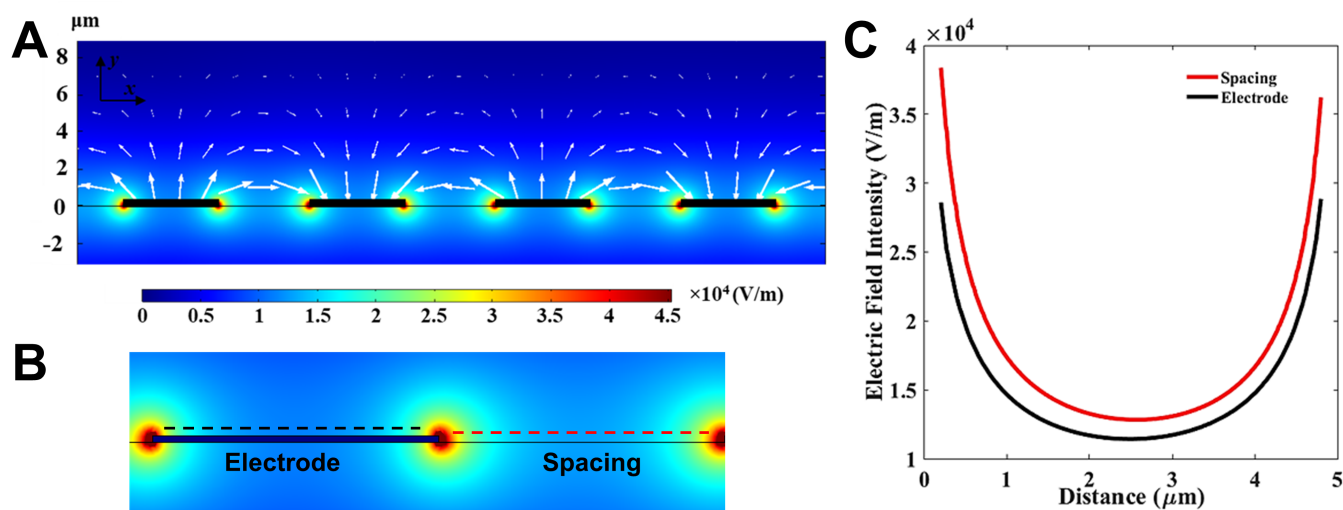 A
μm
8
6
4
2
0
-2
y
x
0 0.5 1 1.5 2 2.5 3 3.5 4 4.5
×10⁴ (V/m)
B
Electrode
Spacing
C
×10⁴
4
3.5
3
2.5
2
1.5
1
Electric Field Intensity (V/m)
Spacing
Electrode
0 1 2 3 4 5
Distance (μm)